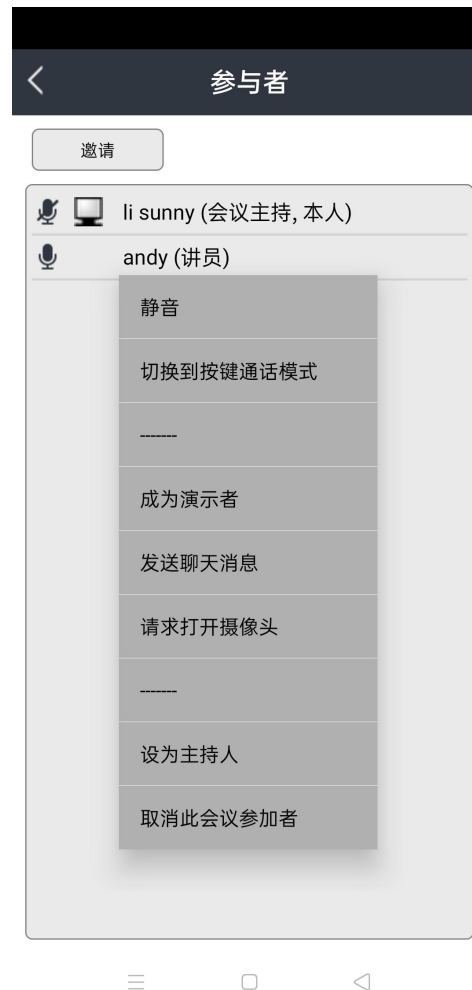 参与者
邀请
li sunny (会议主持, 本人)
andy (讲员)
静音
切换到按键通话模式
-------
成为演示者
发送聊天消息
请求打开摄像头
-------
设为主持人
取消此会议参加者